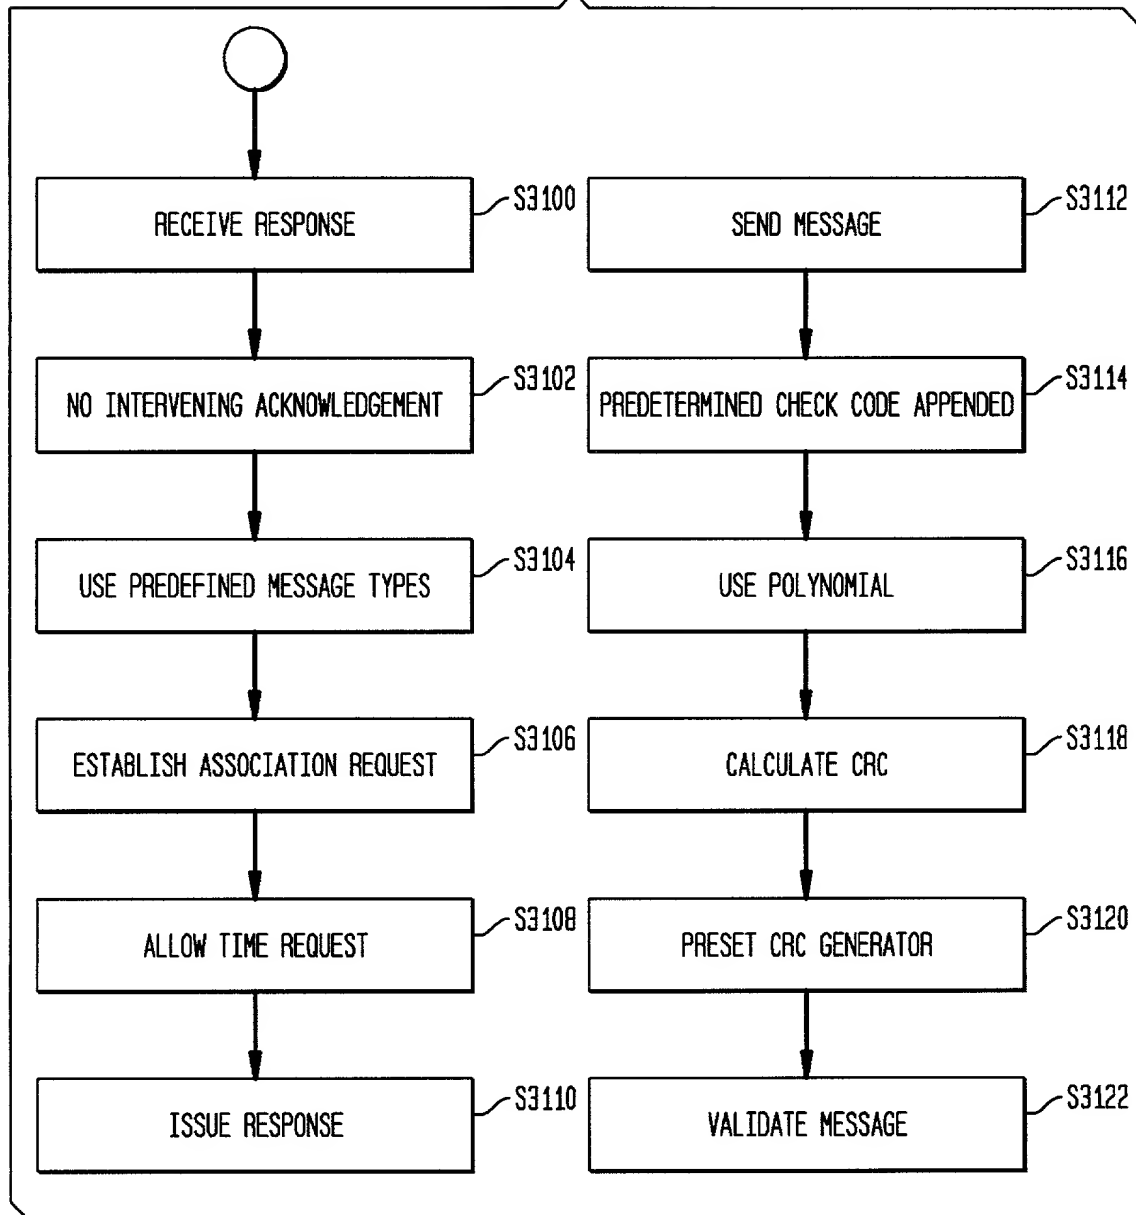 RECEIVE RESPONSE
S3100
NO INTERVENING ACKNOWLEDGEMENT
S3102
USE PREDEFINED MESSAGE TYPES
S3104
ESTABLISH ASSOCIATION REQUEST
S3106
ALLOW TIME REQUEST
S3108
ISSUE RESPONSE
S3110
SEND MESSAGE
S3112
PREDETERMINED CHECK CODE APPENDED
S3114
USE POLYNOMIAL
S3116
CALCULATE CRC
S3118
PRESET CRC GENERATOR
S3120
VALIDATE MESSAGE
S3122